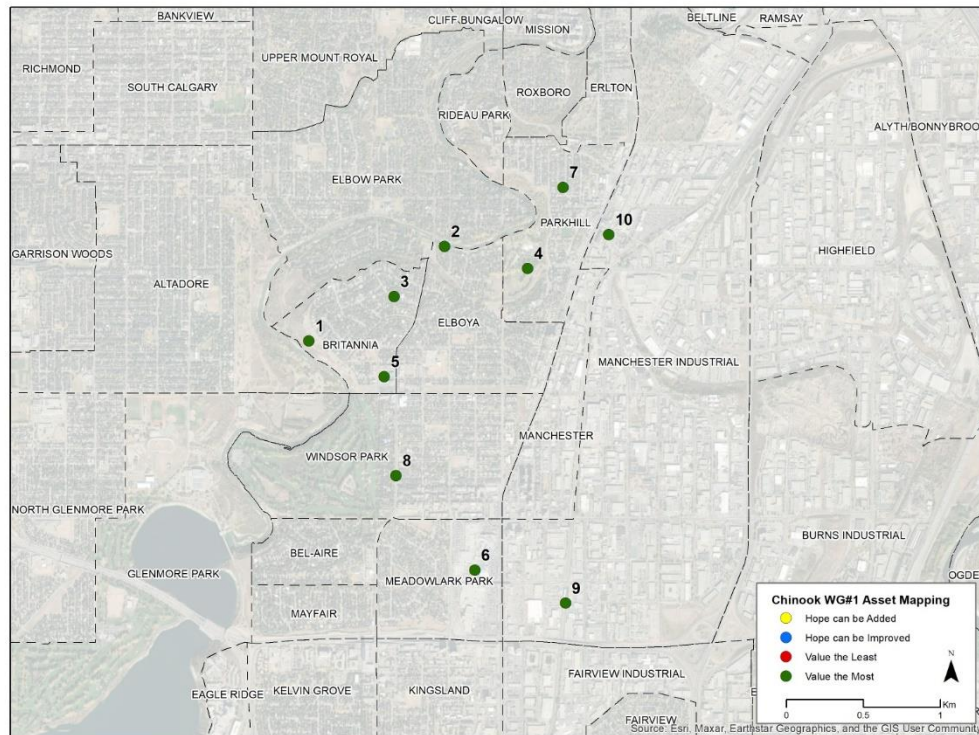 BANKVIEW
CLIFF BUNGALOW
MISSION
BELTLINE
RAMSAY
RICHMOND
SOUTH CALGARY
UPPER MOUNT ROYAL
ROXBORO
ERLTON
RIDEAU PARK
ALYTH/BONNYBROO
ELBOW PARK
7
PARKHILL
10
2
GARRISON WOODS
HIGHFIELD
4
ALTADORE
3
ELBOYA
1
BRITANNIA
MANCHESTER INDUSTRIAL
5
MANCHESTER
WINDSOR PARK
8
NORTH GLENMORE PARK
BURNS INDUSTRIAL
BEL-AIRE
GLENMORE PARK
6
MEADOWLARK PARK
OGDE
9
MAYFAIR
Chinook WG#1 Asset Mapping
Hope can be Added
Hope can be Improved
Value the Least
Value the Most
N
Km
0 0.5 1
EAGLE RIDGE
KELVIN GROVE
KINGSLAND
FAIRVIEW INDUSTRIAL
E
FAIRVIEW
Source: Esri, Maxar, Earthstar Geographics, and the GIS User Communit